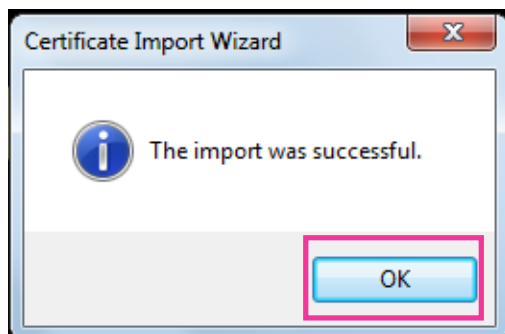 Certificate Import Wizard
The import was successful.
OK